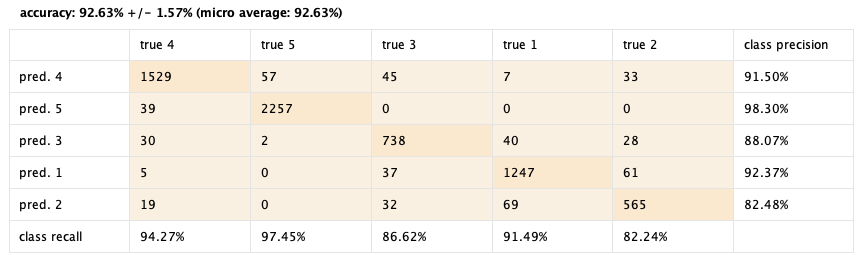 accuracy: 92.63% +/- 1.57% (micro average: 92.63%)
true 4 true 5 true 3 true 1 true 2 class precision
pred. 4 1529 57 45 7 33 91.50%
pred. 5 39 2257 0 0 0 98.30%
pred. 3 30 2 738 40 28 88.07%
pred. 1 5 0 37 1247 61 92.37%
pred. 2 19 0 32 69 565 82.48%
class recall 94.27% 97.45% 86.62% 91.49% 82.24%